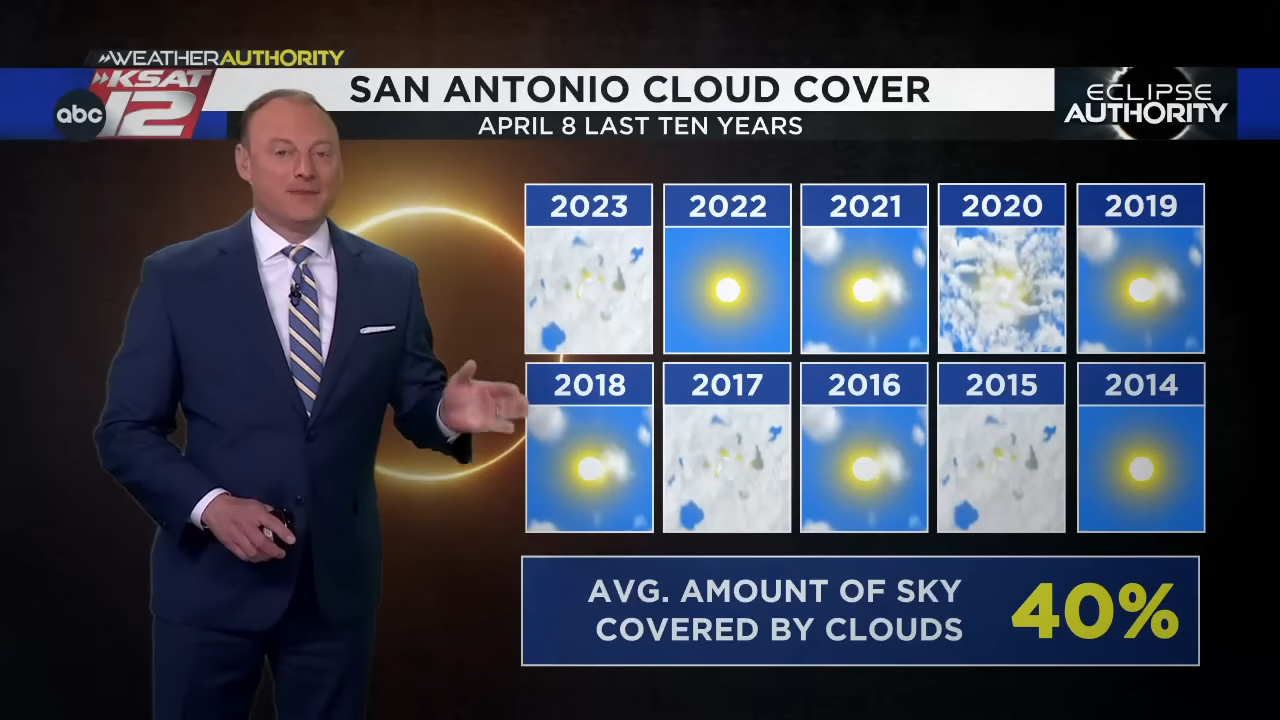 WEATHERAUTHORITY
KSAT
abc 12
SAN ANTONIO CLOUD COVER
APRIL 8 LAST TEN YEARS
ECLIPSE
AUTHORITY
2023 2022 2021 2020 2019
2018 2017 2016 2015 2014
AVG. AMOUNT OF SKY
COVERED BY CLOUDS
40%